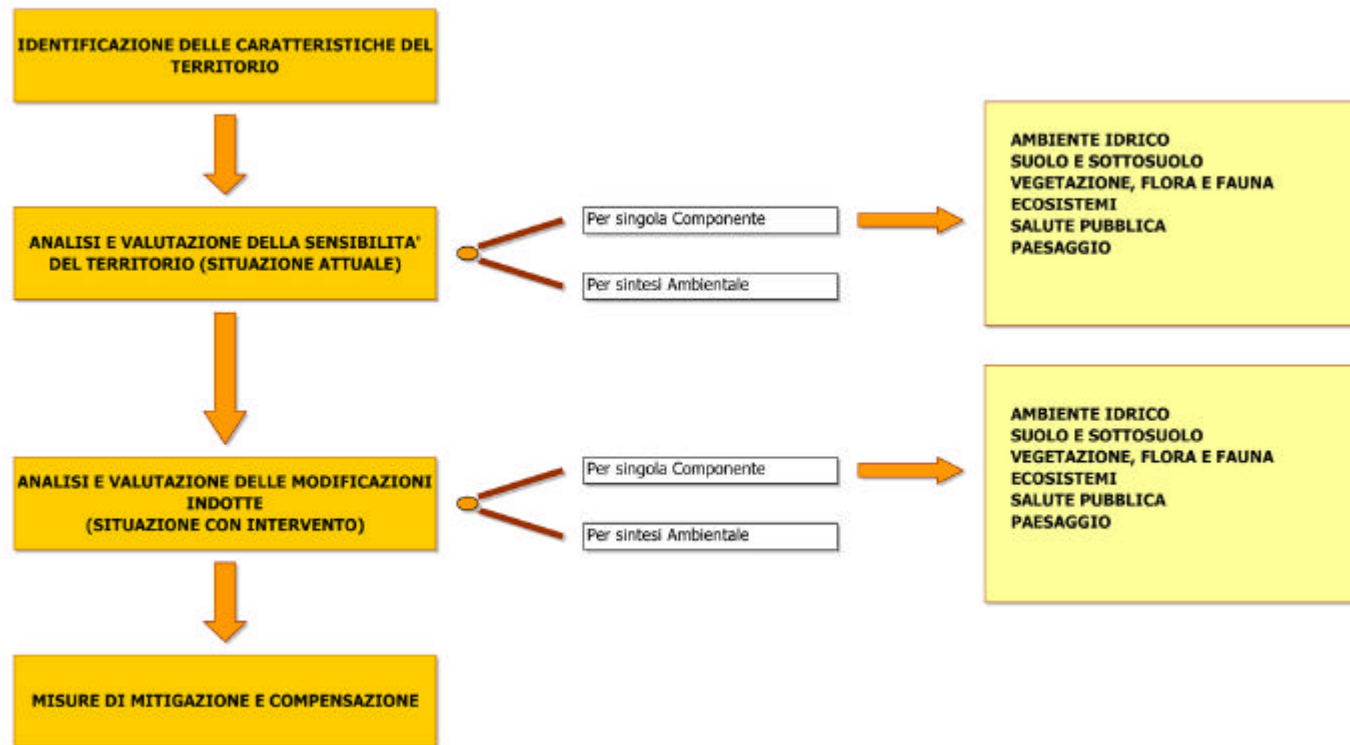 IDENTIFICAZIONE DELLE CARATTERISTICHE DEL
TERRITORIO
ANALISI E VALUTAZIONE DELLA SENSIBILITA'
DEL TERRITORIO (SITUAZIONE ATTUALE)
Per singola Componente
Per sintesi Ambientale
AMBIENTE IDRICO
SUOLO E SOTTOSUOLO
VEGETAZIONE, FLORA E FAUNA
ECOSISTEMI
SALUTE PUBBLICA
PAESAGGIO
ANALISI E VALUTAZIONE DELLE MODIFICAZIONI
INDOTTE
(SITUAZIONE CON INTERVENTO)
Per singola Componente
Per sintesi Ambientale
AMBIENTE IDRICO
SUOLO E SOTTOSUOLO
VEGETAZIONE, FLORA E FAUNA
ECOSISTEMI
SALUTE PUBBLICA
PAESAGGIO
MISURE DI MITIGAZIONE E COMPENSAZIONE